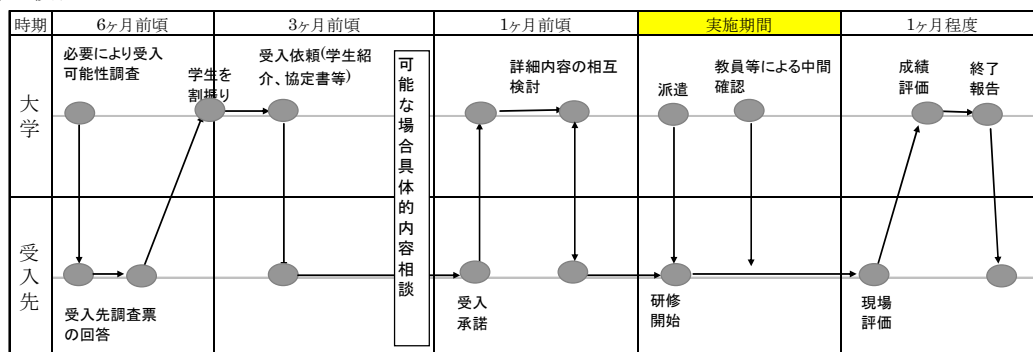 時期
6ヶ月前頃
3ヶ月前頃
1ヶ月前頃
実施期間
1ヶ月程度
大学
必要により受入
可能性調査
学生を
割振り
受入依頼(学生紹
介、協定書等)
可能な場合具体的内容相談
詳細内容の相互
検討
派遣
教員等による中間
確認
成績
評価
終了
報告
受入先
受入先調査票
の回答
受入
承諾
研修
開始
現場
評価